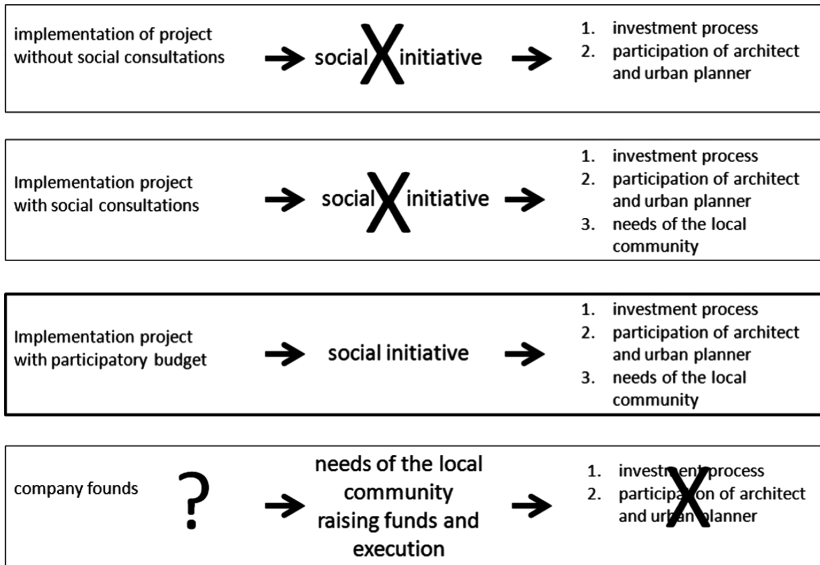 implementation of project
without social consultations
social X initiative
1. investment process
2. participation of architect
and urban planner
Implementation project
with social consultations
social X initiative
1. investment process
2. participation of architect
and urban planner
3. needs of the local
community
Implementation project
with participatory budget
social initiative
1. investment process
2. participation of architect
and urban planner
3. needs of the local
community
company founds
?
needs of the local
community
raising funds and
execution
1. investment process
2. participation of architect
and urban planner
X